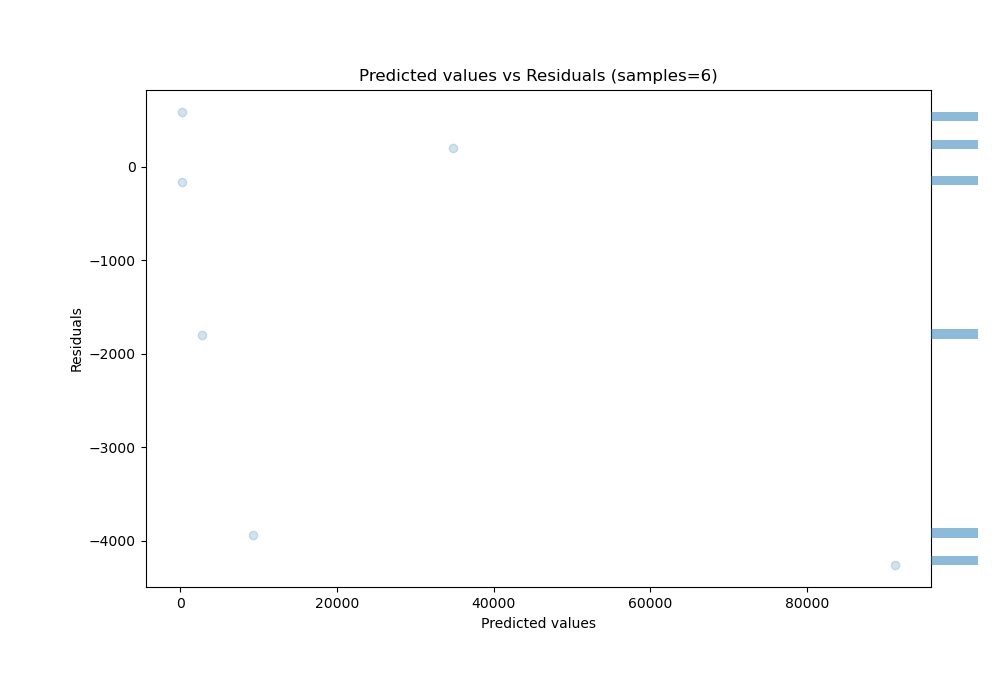 Predicted values vs Residuals (samples=6)
0
−1000
−2000
−3000
−4000
Residuals
0 20000 40000 60000 80000
Predicted values